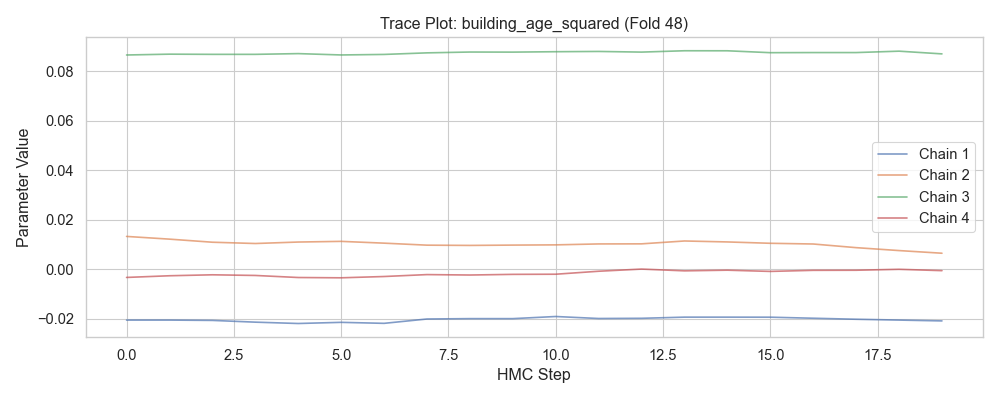 Trace Plot: building_age_squared (Fold 48)
Parameter Value
0.08
0.06
0.04
0.02
0.00
−0.02
Chain 1
Chain 2
Chain 3
Chain 4
0.0 2.5 5.0 7.5 10.0 12.5 15.0 17.5
HMC Step